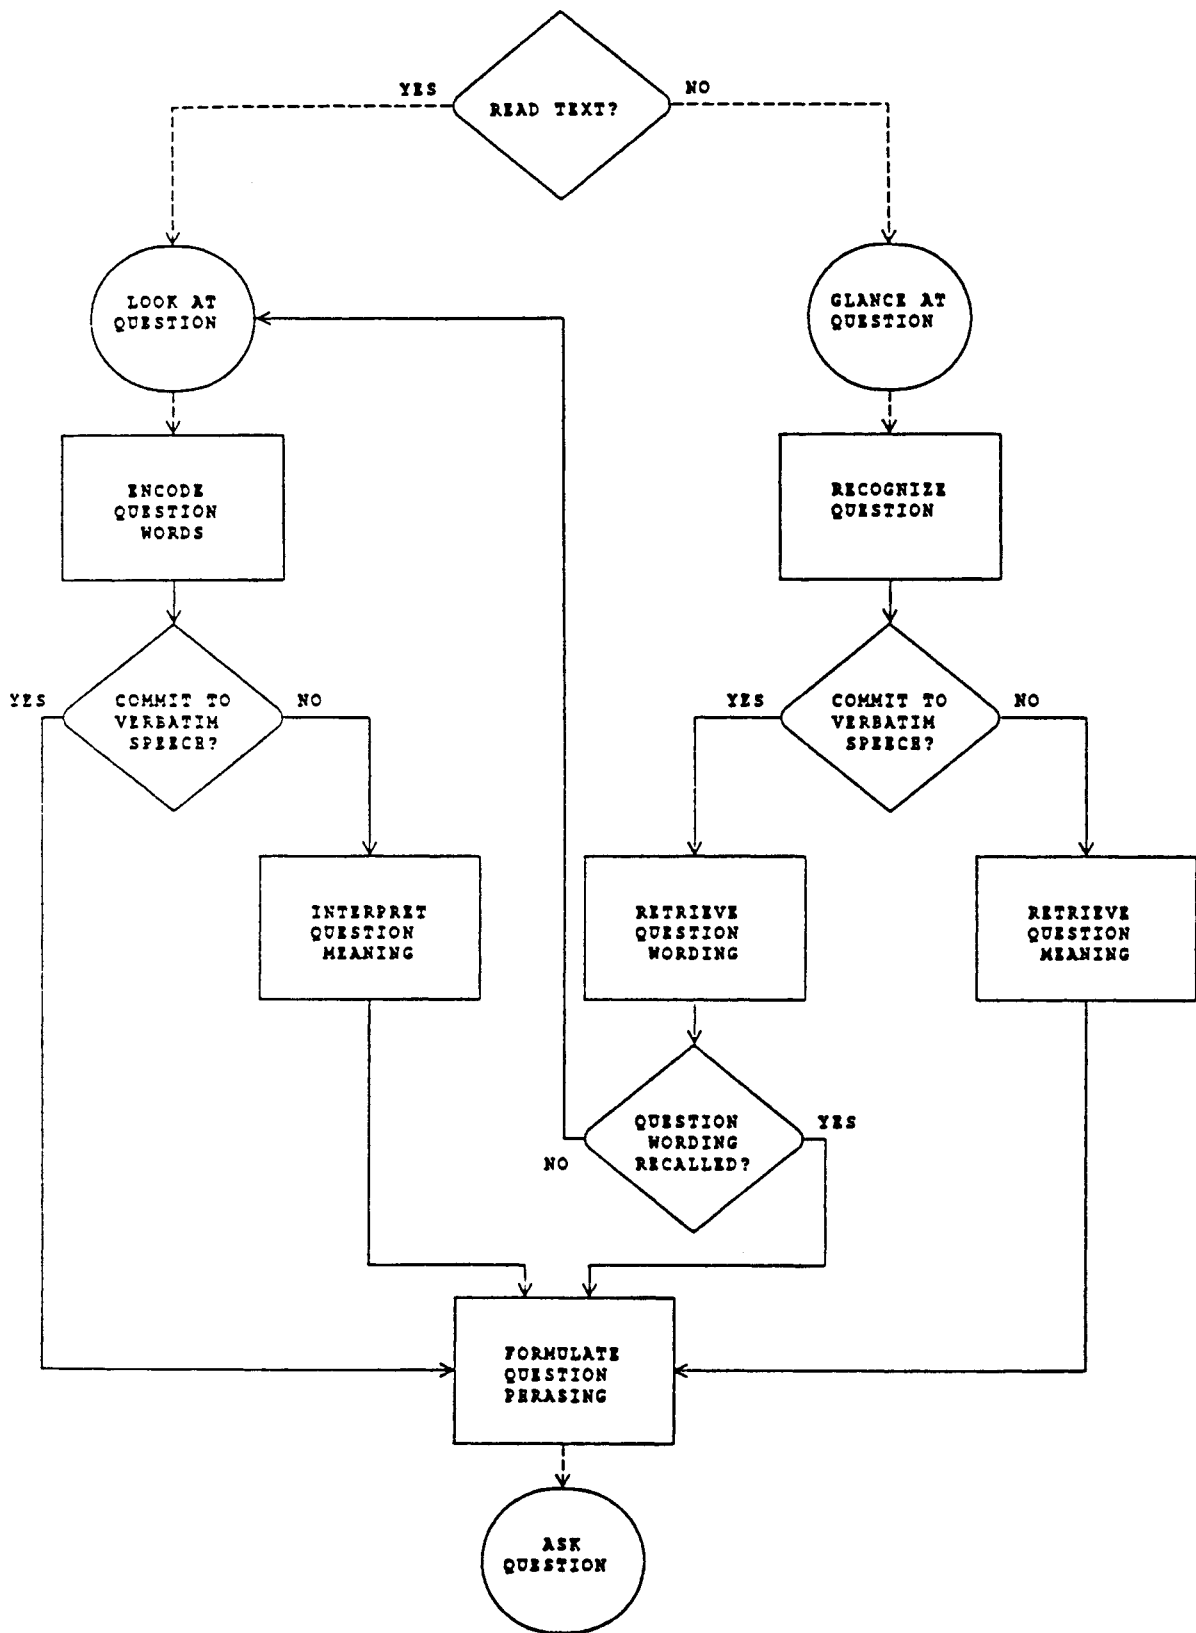 YES
NO
READ TEXT?
LOOK AT
QUESTION
GLANCE AT
QUESTION
ENCODE
QUESTION
WORDS
RECOGNIZE
QUESTION
YES
COMMIT TO
VERBATIM
SPEECH?
NO
YES
COMMIT TO
VERBATIM
SPEECH?
NO
INTERPRET
QUESTION
MEANING
RETRIEVE
QUESTION
WORDING
RETRIEVE
QUESTION
MEANING
QUESTION
WORDING
RECALLED?
YES
NO
FORMULATE
QUESTION
PHRASING
ASK
QUESTION